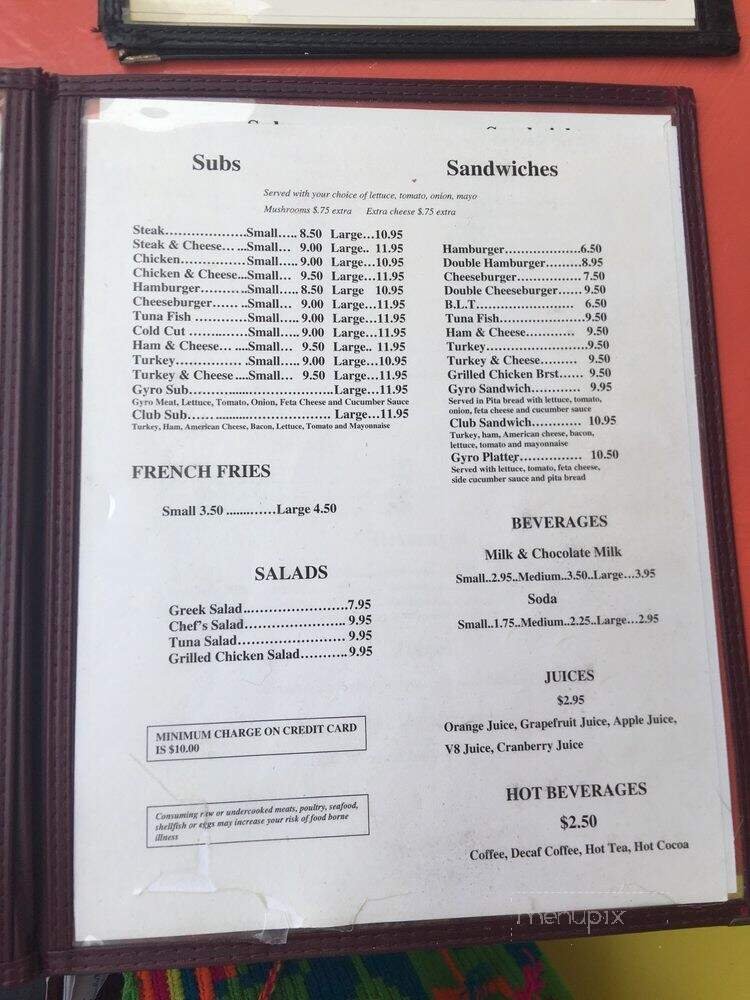 Subs
Served with your choice of lettuce, tomato, onion, mayo
Mushrooms $.75 extra Extra cheese $.75 extra
Steak....................Small..... 8.50 Large...10.95
Steak & Cheese... ...Small... 9.00 Large.. 11.95
Chicken................Small..... 9.00 Large...10.95
Chicken & Cheese...Small... 9.50 Large...11.95
Hamburger...........Small..... 8.50 Large 10.95
Cheeseburger...... ..Small... 9.00 Large...11.95
Tuna Fish .............Small..... 9.00 Large...11.95
Cold Cut ..............Small..... 9.00 Large...11.95
Ham & Cheese... ....Small... 9.50 Large.. 11.95
Turkey.................Small..... 9.00 Large...10.95
Turkey & Cheese ....Small... 9.50 Large...11.95
Gyro Sub....................................Large...11.95
Gyro Meat, Lettuce, Tomato, Onion, Feta Cheese and Cucumber Sauce
Club Sub...... ............................. Large...11.95
Turkey, Ham, American Cheese, Bacon, Lettuce, Tomato and Mayonnaise
FRENCH FRIES
Small 3.50 .............Large 4.50
SALADS
Greek Salad..........................7.95
Chef's Salad......................... 9.95
Tuna Salad........................... 9.95
Grilled Chicken Salad........... 9.95
MINIMUM CHARGE ON CREDIT CARD
IS $10.00
Consuming raw or undercooked meats, poultry, seafood,
shellfish or eggs may increase your risk of food borne
illness
Sandwiches
Hamburger...................6.50
Double Hamburger.........8.95
Cheeseburger................ 7.50
Double Cheeseburger...... 9.50
B.L.T......................... 6.50
Tuna Fish.....................9.50
Ham & Cheese............ 9.50
Turkey.........................9.50
Turkey & Cheese......... 9.50
Grilled Chicken Brst...... 9.50
Gyro Sandwich............ 9.95
Served in Pita bread with lettuce, tomato,
onion, feta cheese and cucumber sauce
Club Sandwich............ 10.95
Turkey, ham, American cheese, bacon,
lettuce, tomato and mayonnaise
Gyro Platter................ 10.50
Served with lettuce, tomato, feta cheese,
side cucumber sauce and pita bread
BEVERAGES
Milk & Chocolate Milk
Small..2.95..Medium..3.50..Large...3.95
Soda
Small..1.75..Medium..2.25..Large...2.95
JUICES
$2.95
Orange Juice, Grapefruit Juice, Apple Juice,
V8 Juice, Cranberry Juice
HOT BEVERAGES
$2.50
Coffee, Decaf Coffee, Hot Tea, Hot Cocoa
menupix